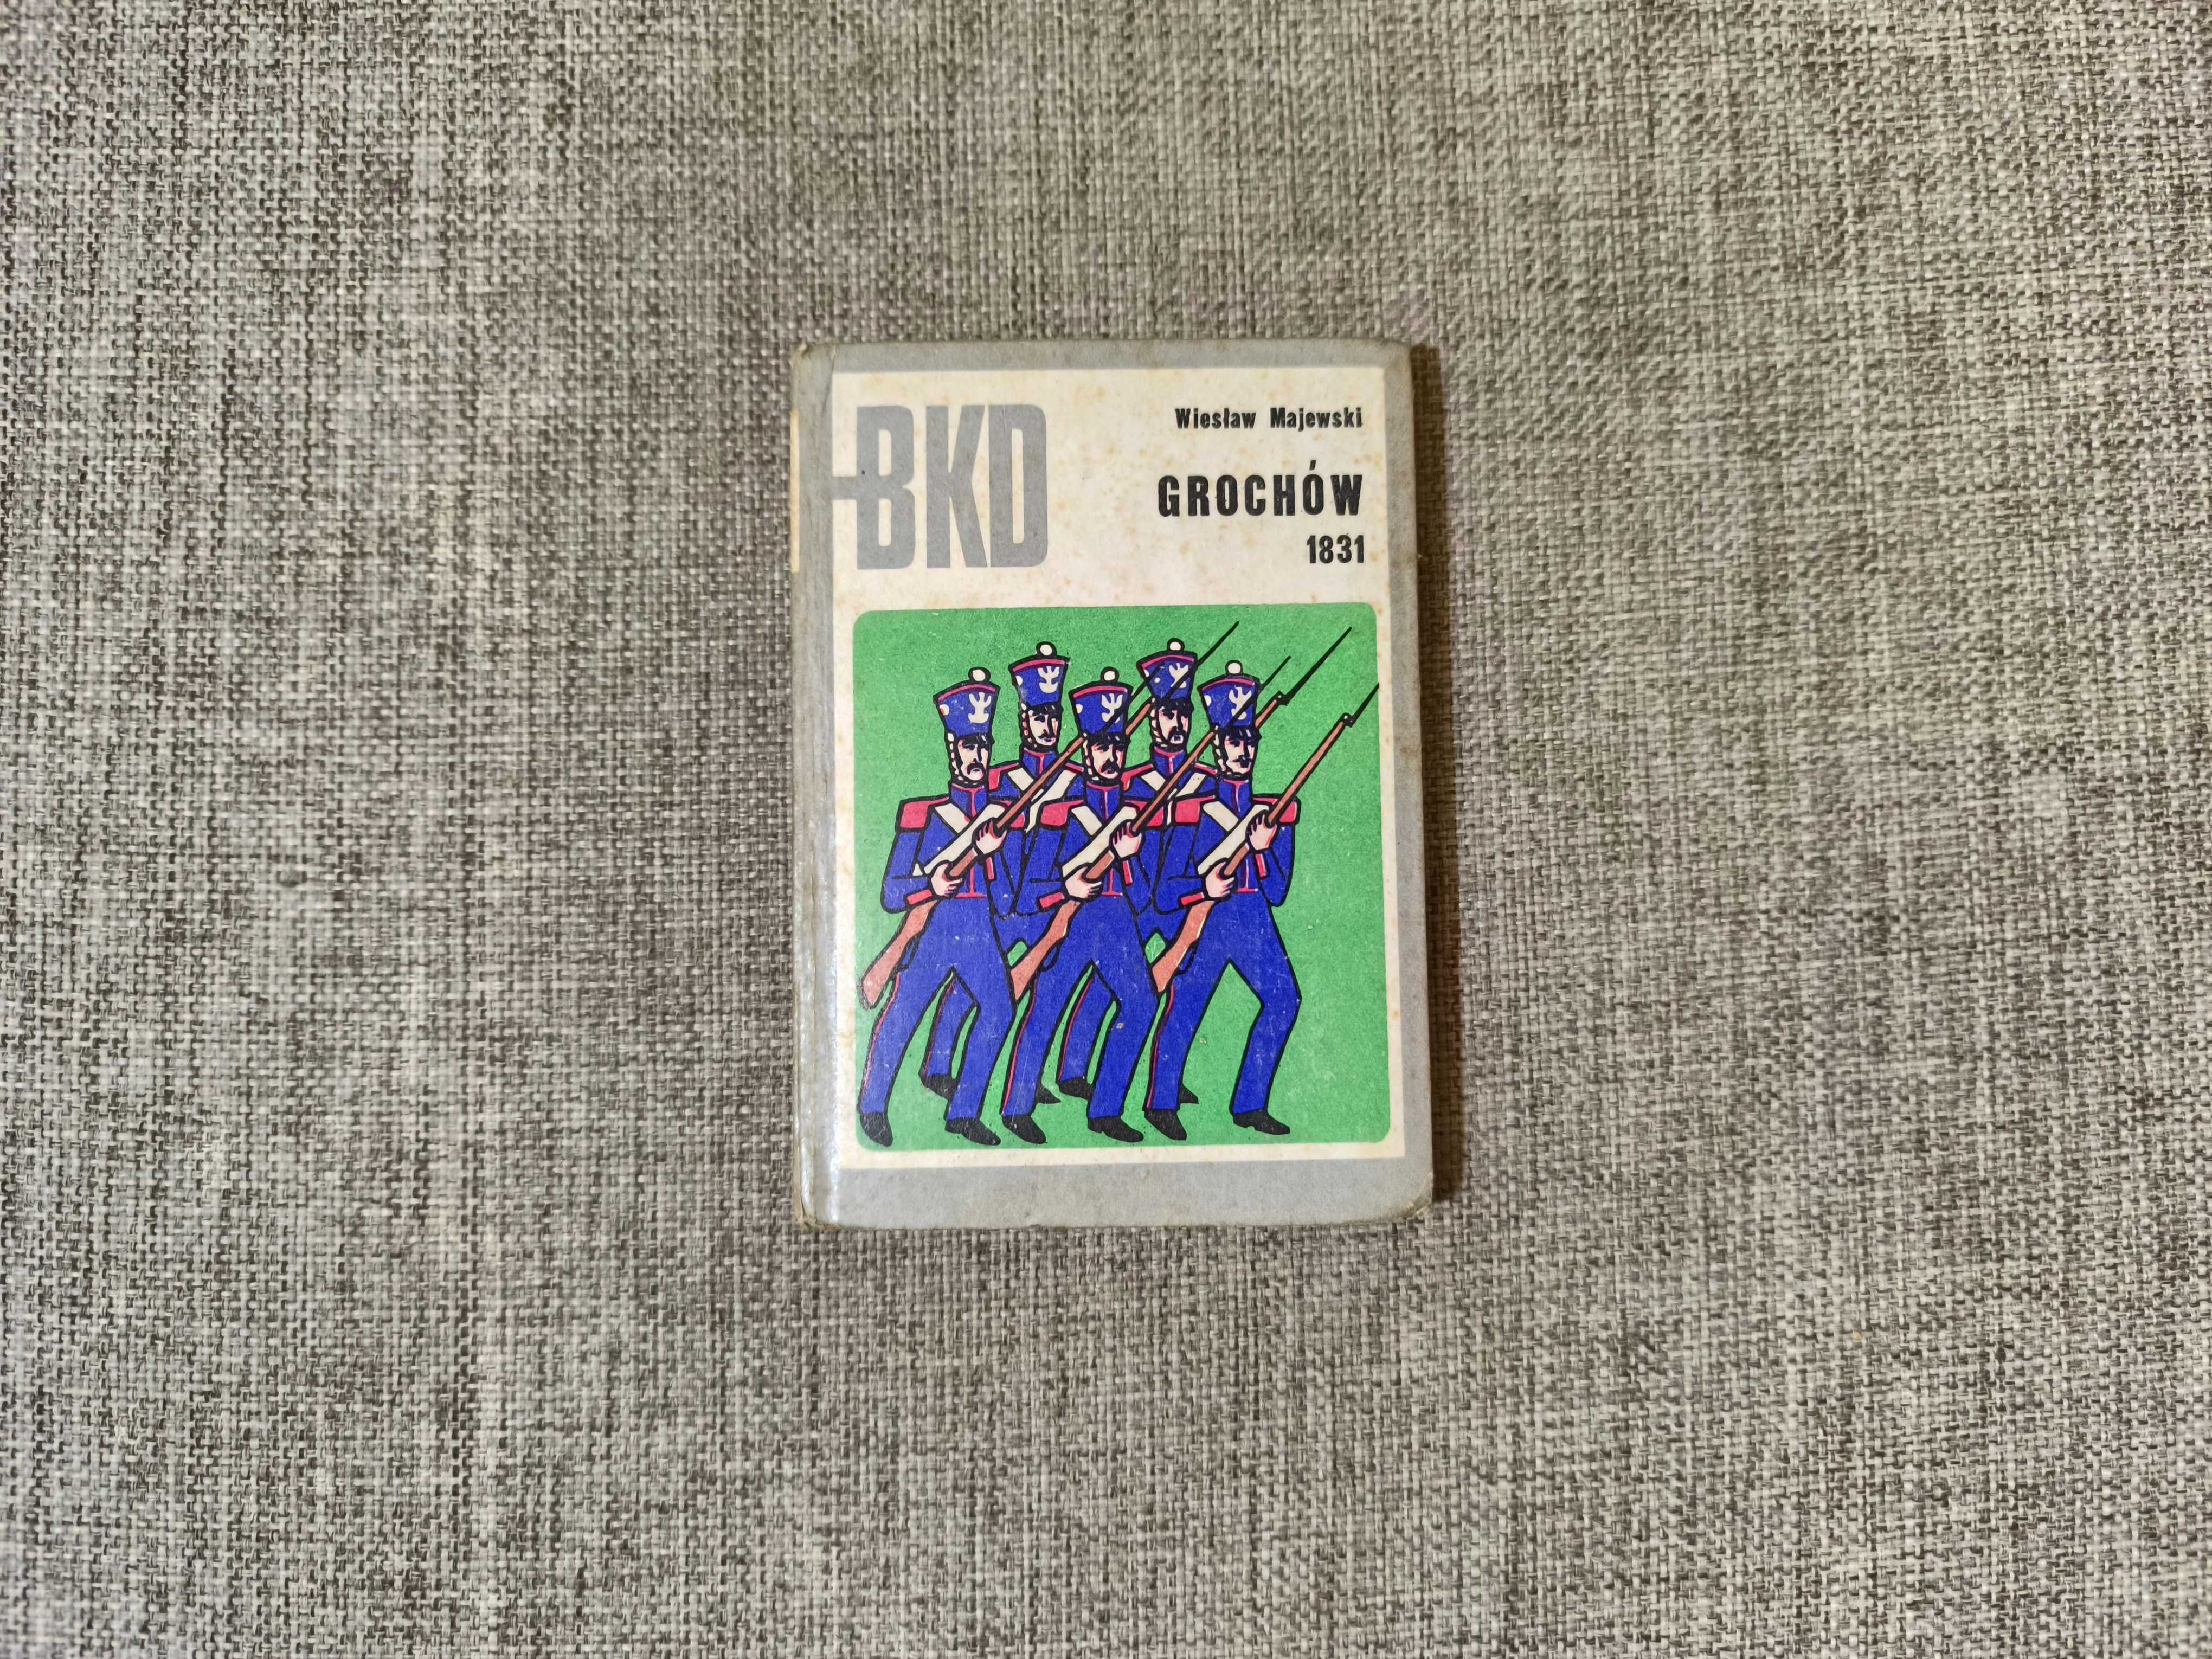 BKD
Wiesław Majewski
GROCHÓW
1831